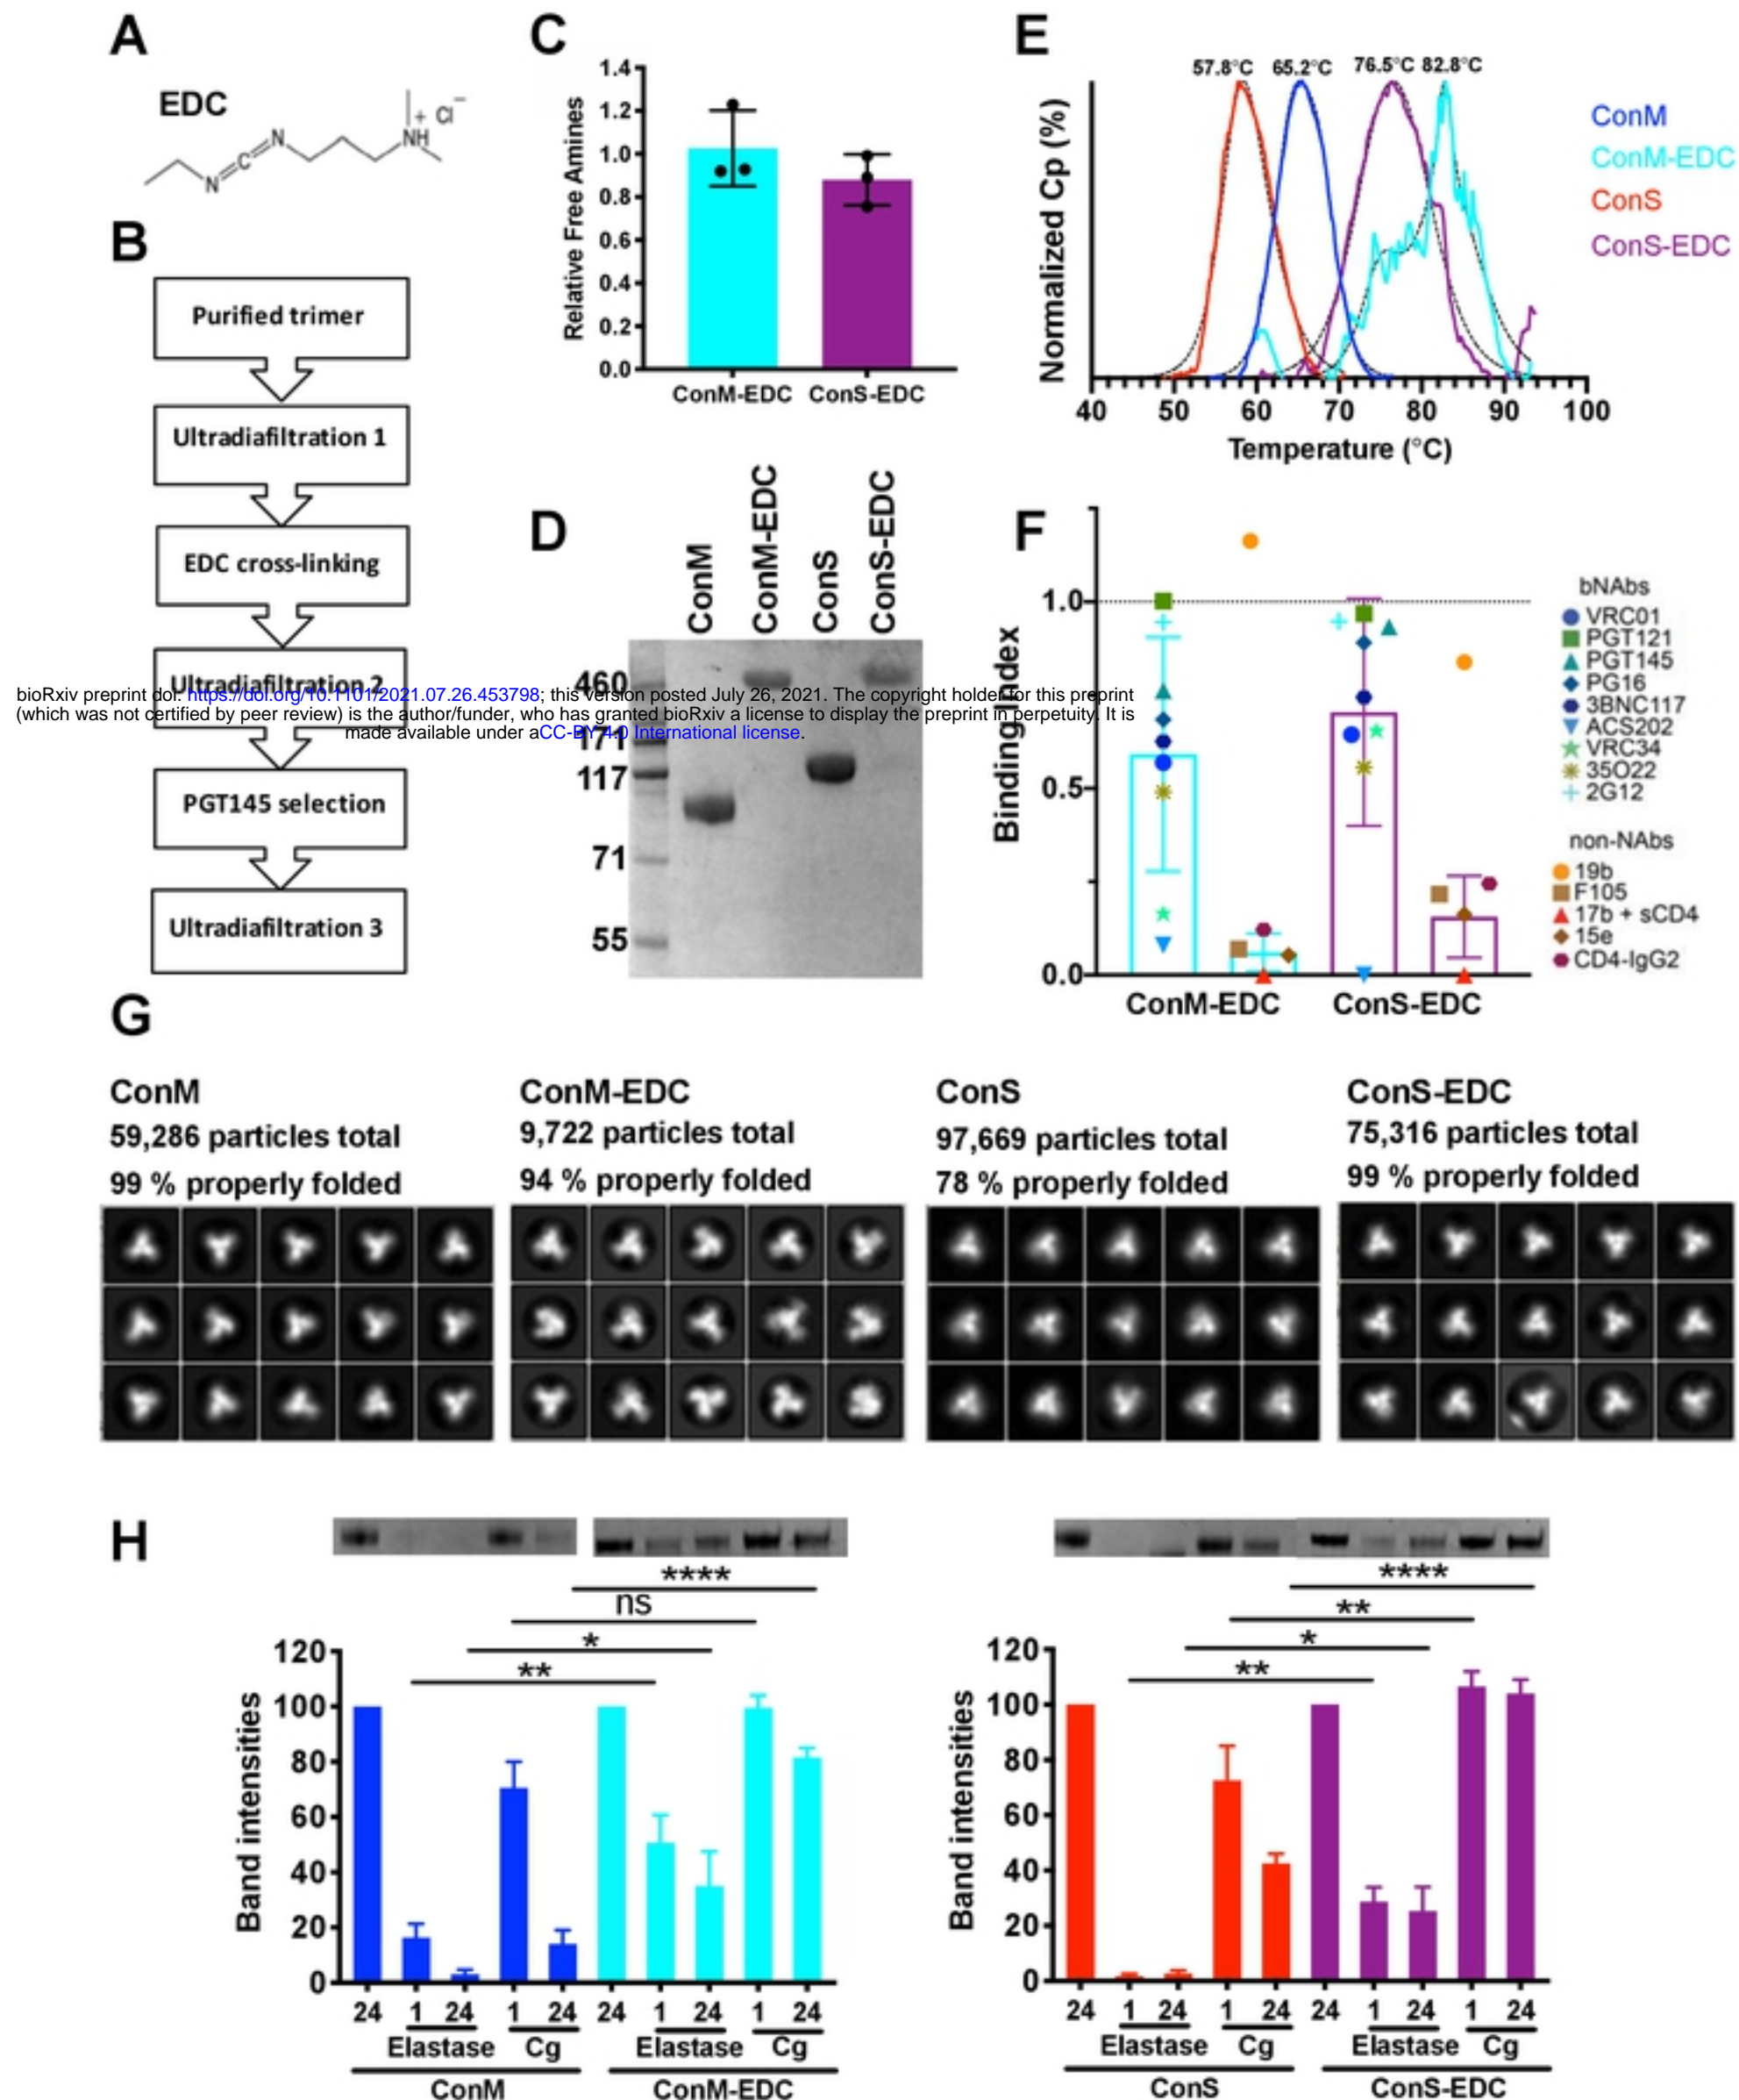 A
EDC
N
C
N
NH
+
Cl
−
B
Purified trimer
Ultradiafiltration 1
EDC cross-linking
Ultradiafiltration 2
PGT145 selection
Ultradiafiltration 3
bioRxiv preprint doi: https://doi.org/10.1101/2021.07.26.453798; this version posted July 26, 2021. The copyright holder for this preprint
(which was not certified by peer review) is the author/funder, who has granted bioRxiv a license to display the preprint in perpetuity. It is
made available under aCC-BY 4.0 International license.
C
Relative Free Amines
1.4
1.2
1.0
0.8
0.6
0.4
0.2
0.0
ConM-EDC ConS-EDC
D
ConM
ConM-EDC
ConS
ConS-EDC
460
171
117
71
55
E
57.8°C 65.2°C 76.5°C 82.8°C
Normalized Cp (%)
40 50 60 70 80 90 100
Temperature (°C)
ConM
ConM-EDC
ConS
ConS-EDC
F
Binding Index
1.0
0.5
0.0
ConM-EDC ConS-EDC
bNAbs
VRC01
PGT121
PGT145
PG16
3BNC117
ACS202
VRC34
35O22
2G12
non-NAbs
19b
F105
17b + sCD4
15e
CD4-IgG2
G
ConM
59,286 particles total
99 % properly folded
ConM-EDC
9,722 particles total
94 % properly folded
ConS
97,669 particles total
78 % properly folded
ConS-EDC
75,316 particles total
99 % properly folded
H
****
ns
*
**
Band intensities
120
100
80
60
40
20
0
24 1 24 1 24 24 1 24 1 24
Elastase Cg Elastase Cg
ConM ConM-EDC
****
**
*
**
Band intensities
120
100
80
60
40
20
0
24 1 24 1 24 24 1 24 1 24
Elastase Cg Elastase Cg
ConS ConS-EDC